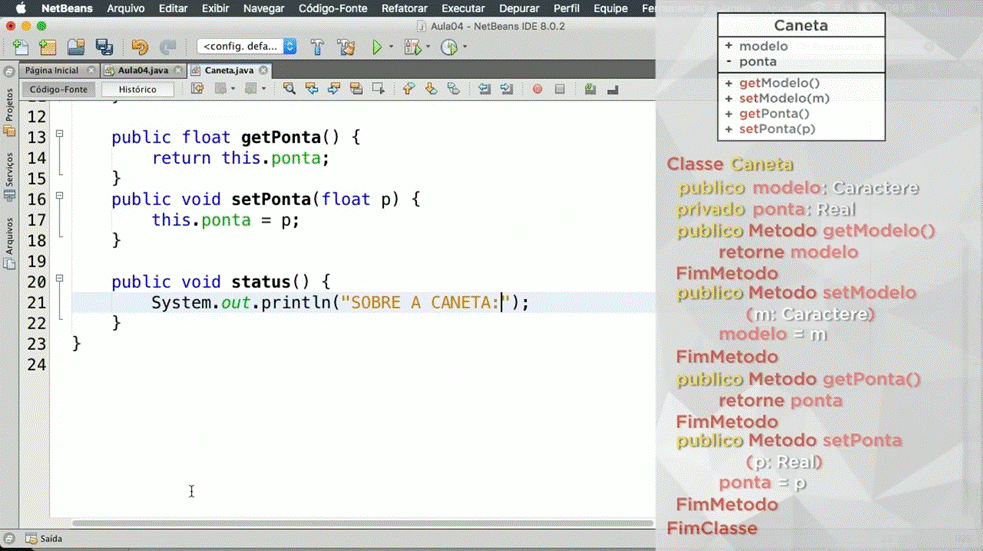 NetBeans Arquivo Editar Exibir Navegar Código-Fonte Refatorar Executar Depurar Perfil Equipe
Aula04 - NetBeans IDE 8.0.2
<config. defa...
Página Inicial Aula04.java Caneta.java
Código-Fonte Histórico
Projetos
Serviços
Arquivos
12
13 public float getPonta() {
14 return this.ponta;
15 }
16 public void setPonta(float p) {
17 this.ponta = p;
18 }
19
20 public void status() {
21 System.out.println("SOBRE A CANETA:");
22 }
23 }
24
Saída
Caneta
+ modelo
- ponta
+ getModelo()
+ setModelo(m)
+ getPonta()
+ setPonta(p)
Classe Caneta
publico modelo: Caractere
privado ponta: Real
publico Metodo getModelo()
retorne modelo
FimMetodo
publico Metodo setModelo
(m: Caractere)
modelo = m
FimMetodo
publico Metodo getPonta()
retorne ponta
FimMetodo
publico Metodo setPonta
(p: Real)
ponta = p
FimMetodo
FimClasse